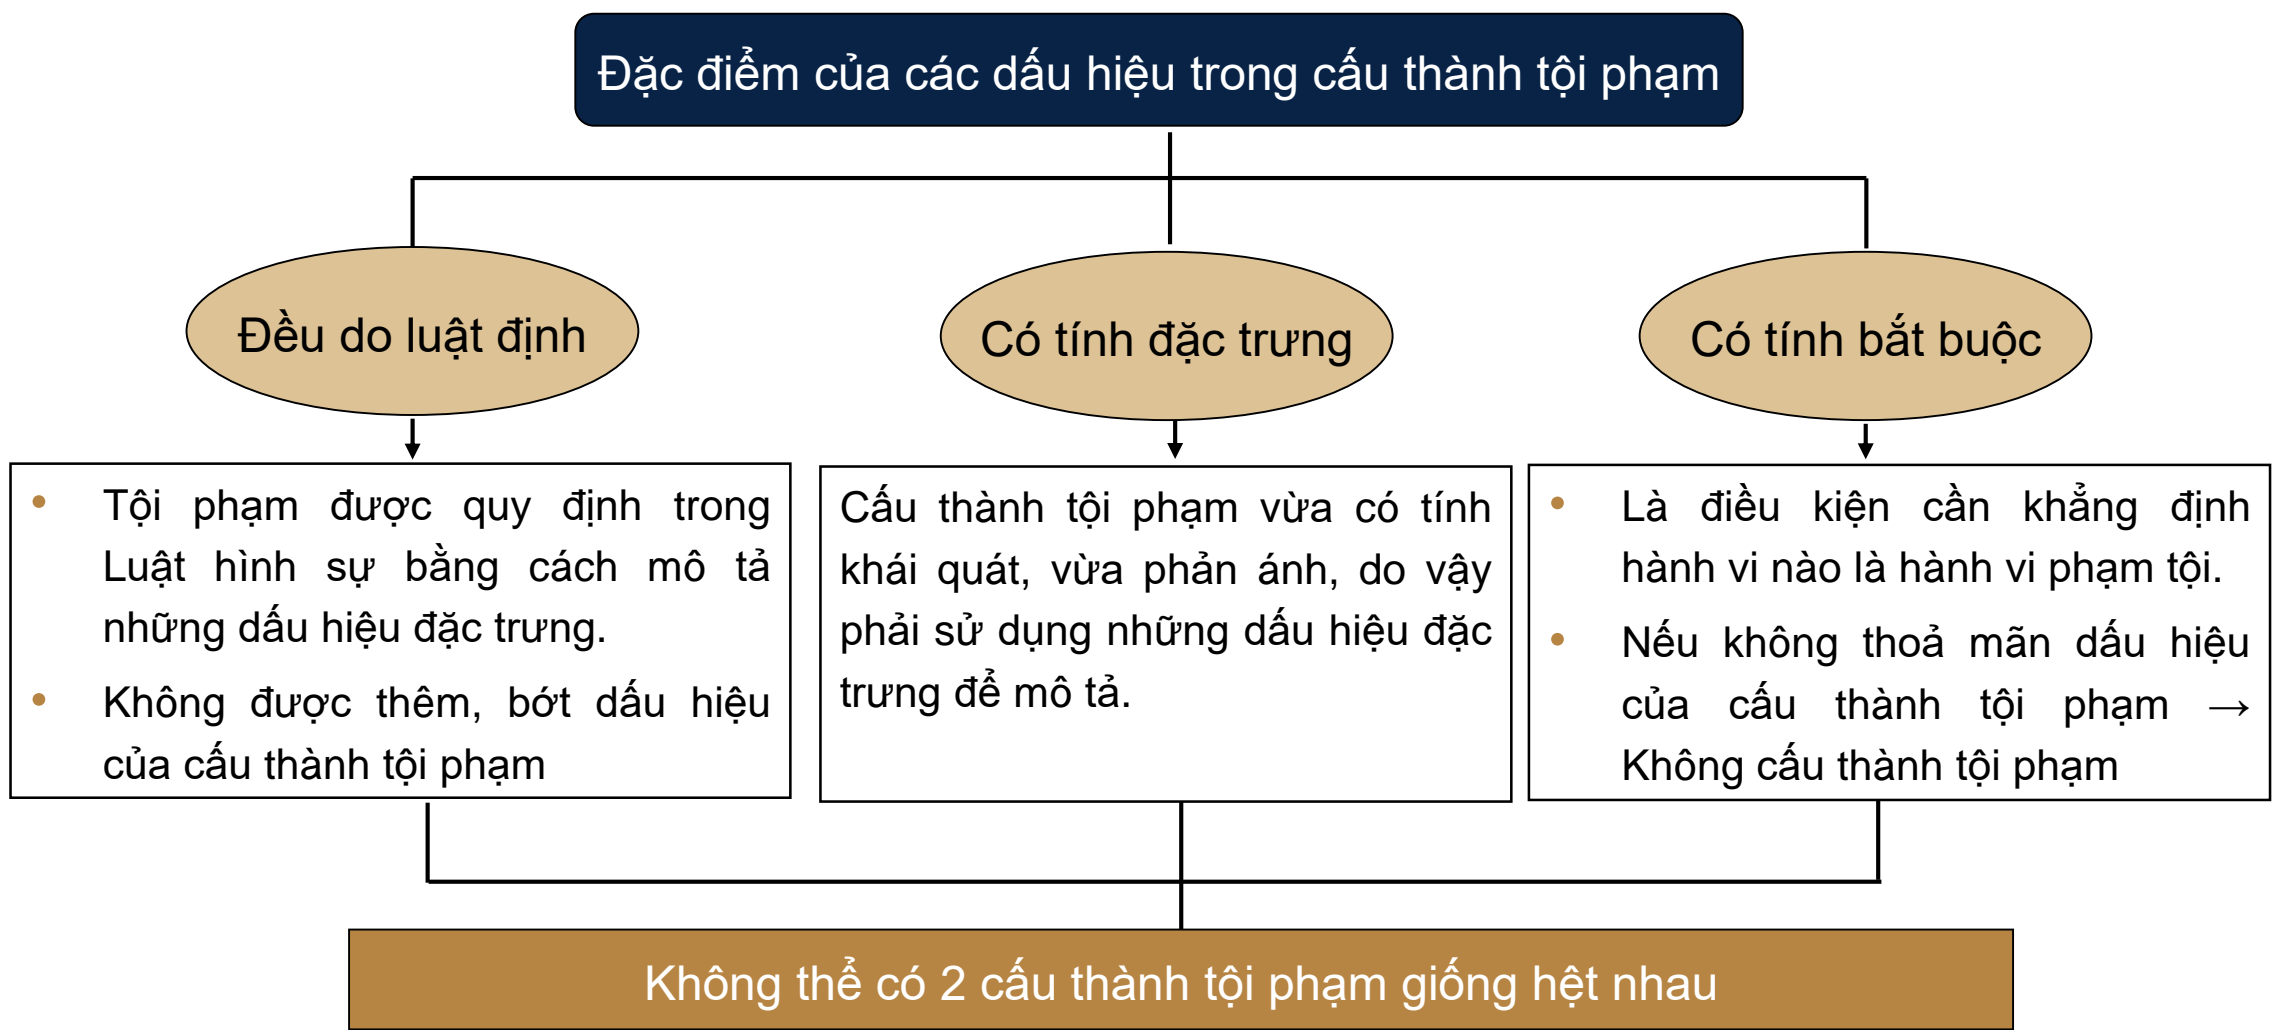 Đặc điểm của các dấu hiệu trong cấu thành tội phạm
Đều do luật định
Có tính đặc trưng
Có tính bắt buộc
• Tội phạm được quy định trong
Luật hình sự bằng cách mô tả
những dấu hiệu đặc trưng.
• Không được thêm, bớt dấu hiệu
của cấu thành tội phạm
Cấu thành tội phạm vừa có tính
khái quát, vừa phản ánh, do vậy
phải sử dụng những dấu hiệu đặc
trưng để mô tả.
• Là điều kiện cần khẳng định
hành vi nào là hành vi phạm tội.
• Nếu không thoả mãn dấu hiệu
của cấu thành tội phạm →
Không cấu thành tội phạm
Không thể có 2 cấu thành tội phạm giống hệt nhau